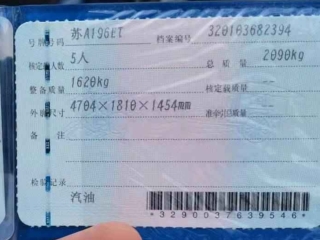 号牌号码 苏A196ET 档案编号 320103682394
核定载人数 5人 总质量 2090kg
整备质量 1620kg 核定载质量 --
外廓尺寸 4704×1810×1454mm 准牵引总质量 --
备注
检验记录
汽油
*3290037639546*